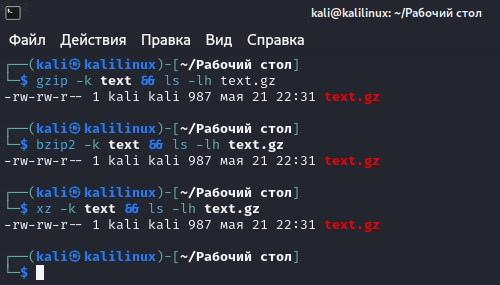 kali@kalilinux: ~/Рабочий стол
Файл Действия Правка Вид Справка
┌──(kali㉿kalilinux)-[~/Рабочий стол]
└─$ gzip -k text && ls -lh text.gz
-rw-rw-r-- 1 kali kali 987 мая 21 22:31 text.gz
┌──(kali㉿kalilinux)-[~/Рабочий стол]
└─$ bzip2 -k text && ls -lh text.gz
-rw-rw-r-- 1 kali kali 987 мая 21 22:31 text.gz
┌──(kali㉿kalilinux)-[~/Рабочий стол]
└─$ xz -k text && ls -lh text.gz
-rw-rw-r-- 1 kali kali 987 мая 21 22:31 text.gz
┌──(kali㉿kalilinux)-[~/Рабочий стол]
└─$